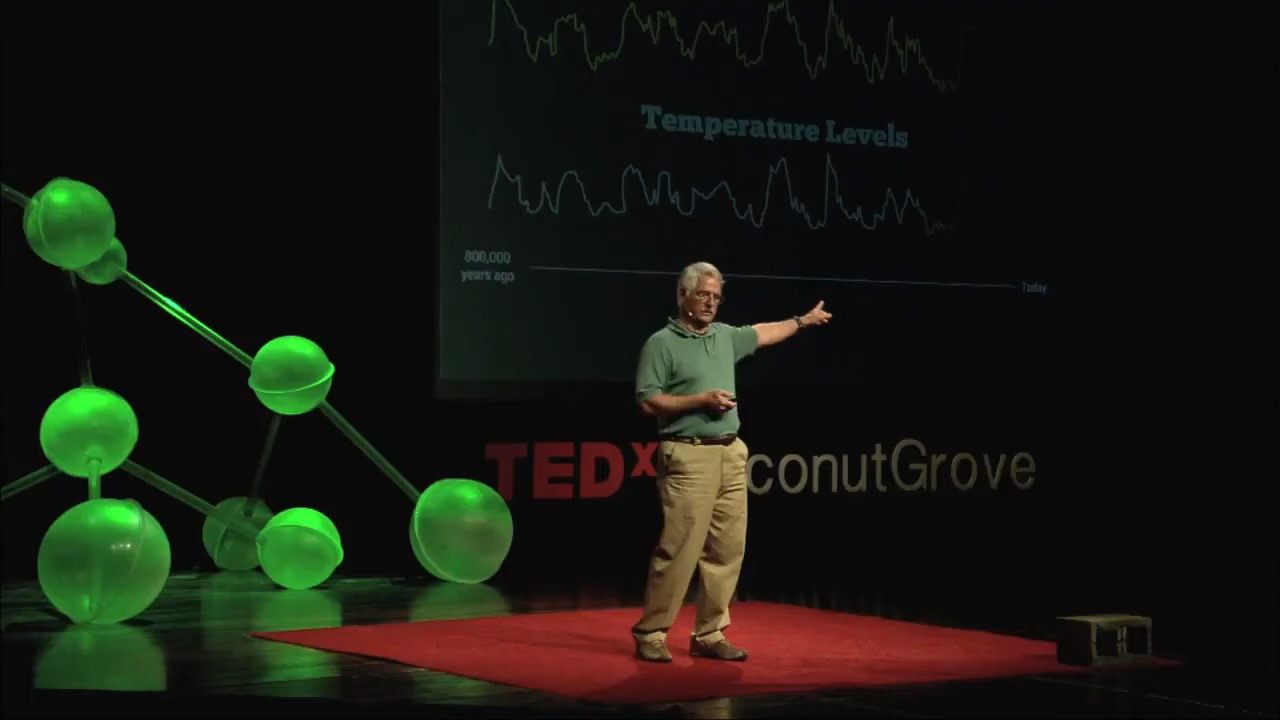 Temperature Levels
800,000
years ago
Today
TEDx conutGrove